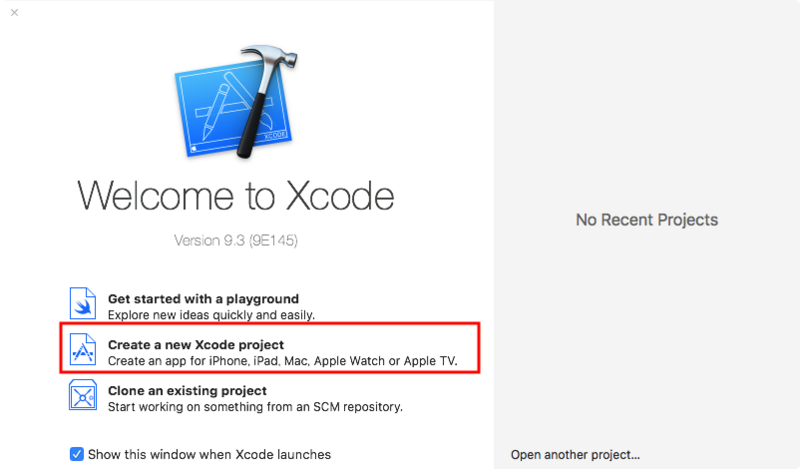 XCODE
Welcome to Xcode
Version 9.3 (9E145)
Get started with a playground
Explore new ideas quickly and easily.
Create a new Xcode project
Create an app for iPhone, iPad, Mac, Apple Watch or Apple TV.
Clone an existing project
Start working on something from an SCM repository.
Show this window when Xcode launches
No Recent Projects
Open another project...